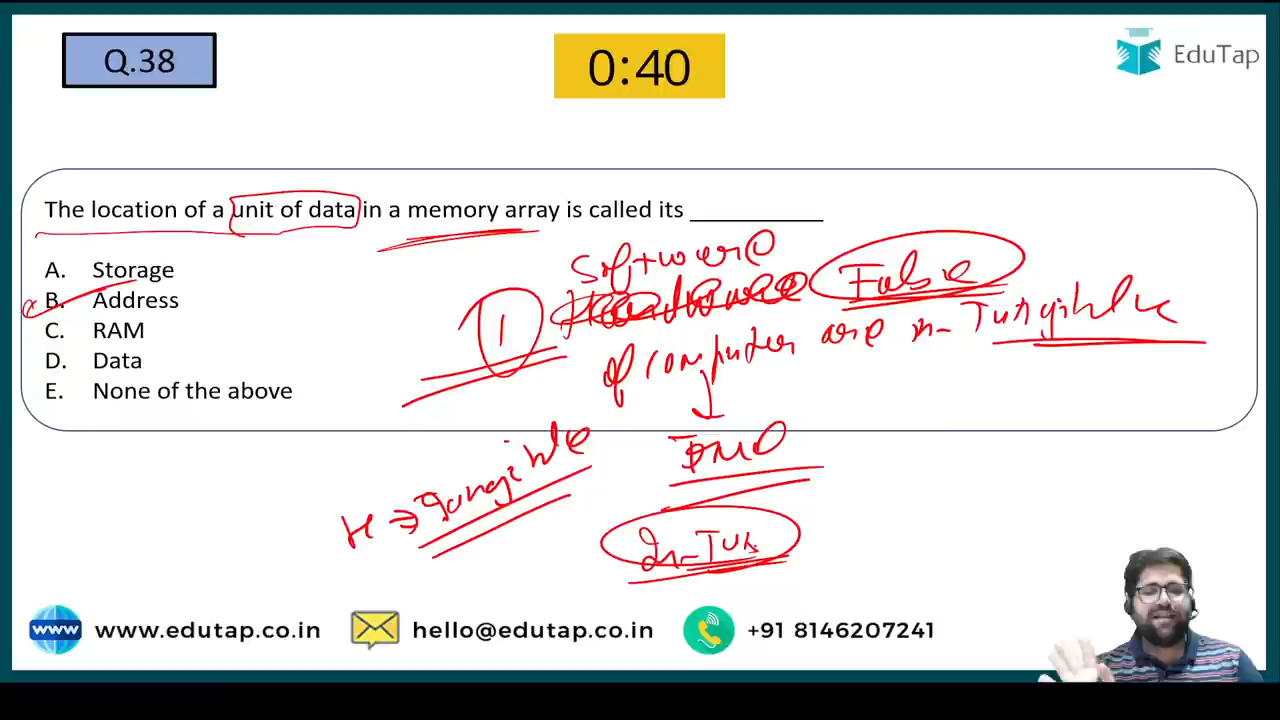 Q.38
0:40
EduTap
The location of a unit of data in a memory array is called its ___________
A. Storage
B. Address
C. RAM
D. Data
E. None of the above
Software False
1 Hardware
of computer are in-Tangible
H ⇒ Tangible
In-Tan
www.edutap.co.in
hello@edutap.co.in
+91 8146207241